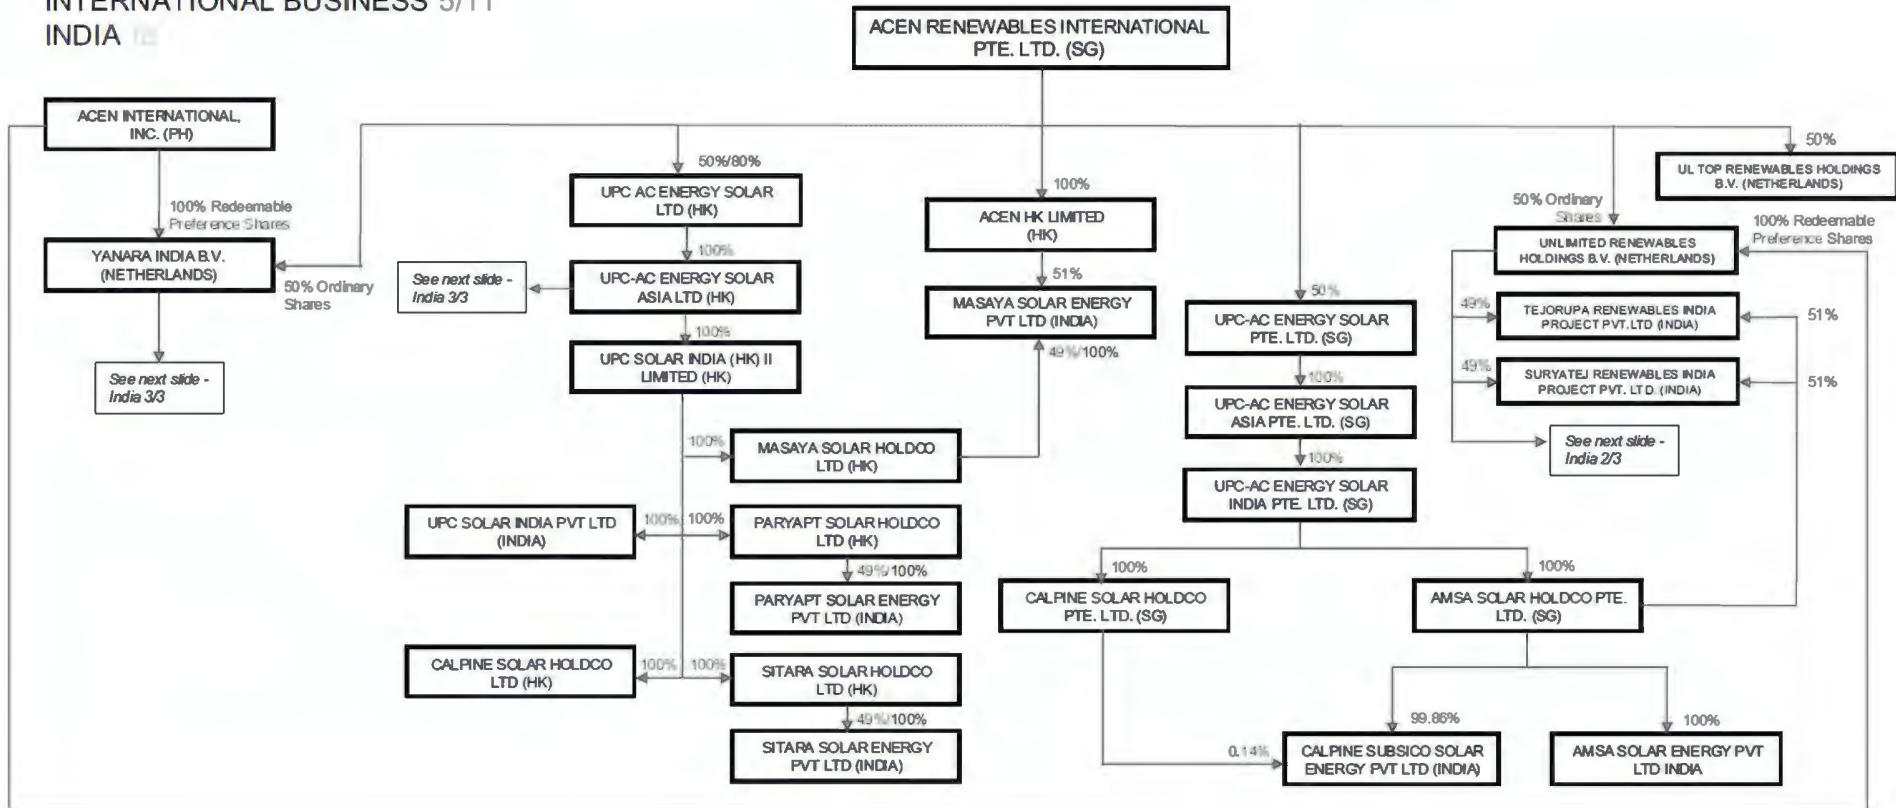 INTERNATIONAL BUSINESS 5/11
INDIA
ACEN RENEWABLES INTERNATIONAL
PTE. LTD. (SG)
ACEN INTERNATIONAL,
INC. (PH)
100% Redeemable
Preference Shares
YANARA INDIA B.V.
(NETHERLANDS)
50% Ordinary
Shares
See next slide -
India 3/3
50%/80%
UPC AC ENERGY SOLAR
LTD (HK)
100%
See next slide -
India 3/3
UPC-AC ENERGY SOLAR
ASIA LTD (HK)
100%
UPC SOLAR INDIA (HK) II
LIMITED (HK)
100%
MASAYA SOLAR HOLDCO
LTD (HK)
UPC SOLAR INDIA PVT LTD
(INDIA)
100%
100%
PARYAPT SOLAR HOLDCO
LTD (HK)
49%/100%
PARYAPT SOLAR ENERGY
PVT LTD (INDIA)
CALPINE SOLAR HOLDCO
LTD (HK)
100%
100%
SITARA SOLAR HOLDCO
LTD (HK)
49%/100%
SITARA SOLAR ENERGY
PVT LTD (INDIA)
100%
ACEN HK LIMITED
(HK)
51%
MASAYA SOLAR ENERGY
PVT LTD (INDIA)
49%/100%
50%
UPC-AC ENERGY SOLAR
PTE. LTD. (SG)
100%
UPC-AC ENERGY SOLAR
ASIA PTE. LTD. (SG)
100%
UPC-AC ENERGY SOLAR
INDIA PTE. LTD. (SG)
100%
CALPINE SOLAR HOLDCO
PTE. LTD. (SG)
100%
AMSA SOLAR HOLDCO PTE.
LTD. (SG)
0.14%
99.86%
CALPINE SUBSICO SOLAR
ENERGY PVT LTD (INDIA)
100%
AMSA SOLAR ENERGY PVT
LTD INDIA
50%
UL TOP RENEWABLES HOLDINGS
B.V. (NETHERLANDS)
50% Ordinary
Shares
100% Redeemable
Preference Shares
UNLIMITED RENEWABLES
HOLDINGS B.V. (NETHERLANDS)
49%
TEJORUPA RENEWABLES INDIA
PROJECT PVT.LTD (INDIA)
51%
49%
SURYATEJ RENEWABLES INDIA
PROJECT PVT. LTD. (INDIA)
51%
See next slide -
India 2/3